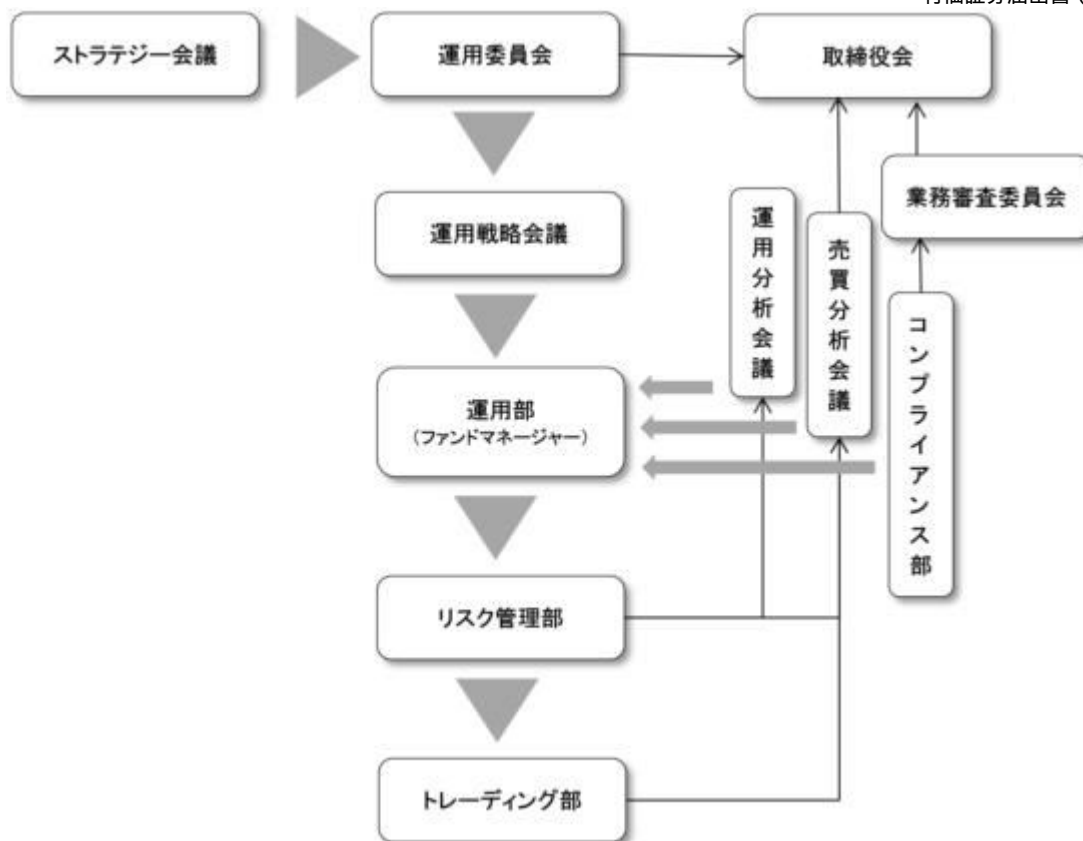 ストラテジー会議
運用委員会
取締役会
業務審査委員会
運用戦略会議
運用分析会議
売買分析会議
コンプライアンス部
運用部
(ファンドマネージャー)
リスク管理部
トレーディング部